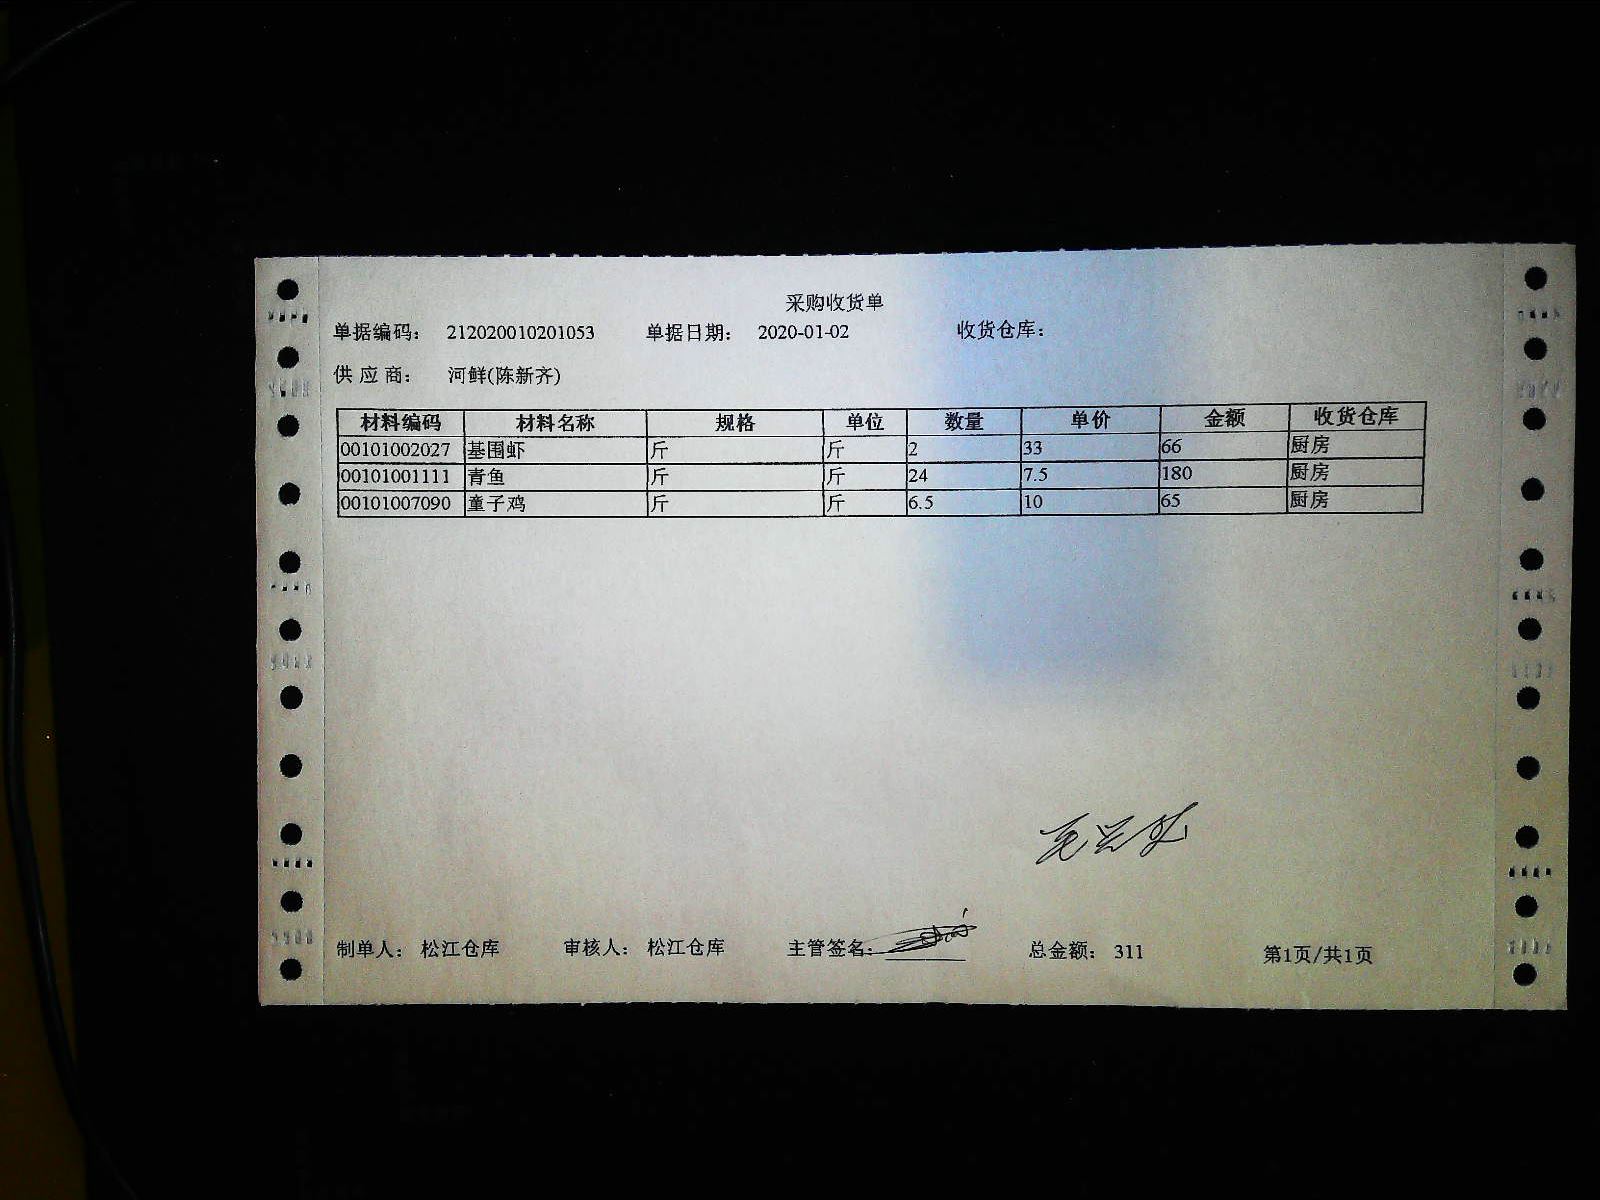 采购收货单
单据编码： 212020010201053 单据日期： 2020-01-02 收货仓库：
供 应 商： 河鲜(陈新齐)
材料编码 材料名称 规格 单位 数量 单价 金额 收货仓库
00101002027 基围虾 斤 斤 2 33 66 厨房
00101001111 青鱼 斤 斤 24 7.5 180 厨房
00101007090 童子鸡 斤 斤 6.5 10 65 厨房
制单人： 松江仓库 审核人： 松江仓库 主管签名： 总金额： 311 第1页/共1页